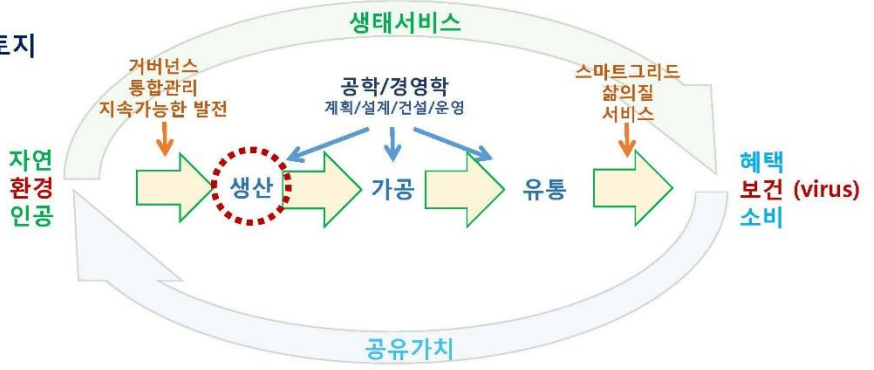 생태서비스
토지
거버넌스
통합관리
지속가능한 발전
공학/경영학
계획/설계/건설/운영
스마트그리드
삶의질
서비스
자연
환경
인공
생산
가공
유통
혜택
보건 (virus)
소비
공유가치